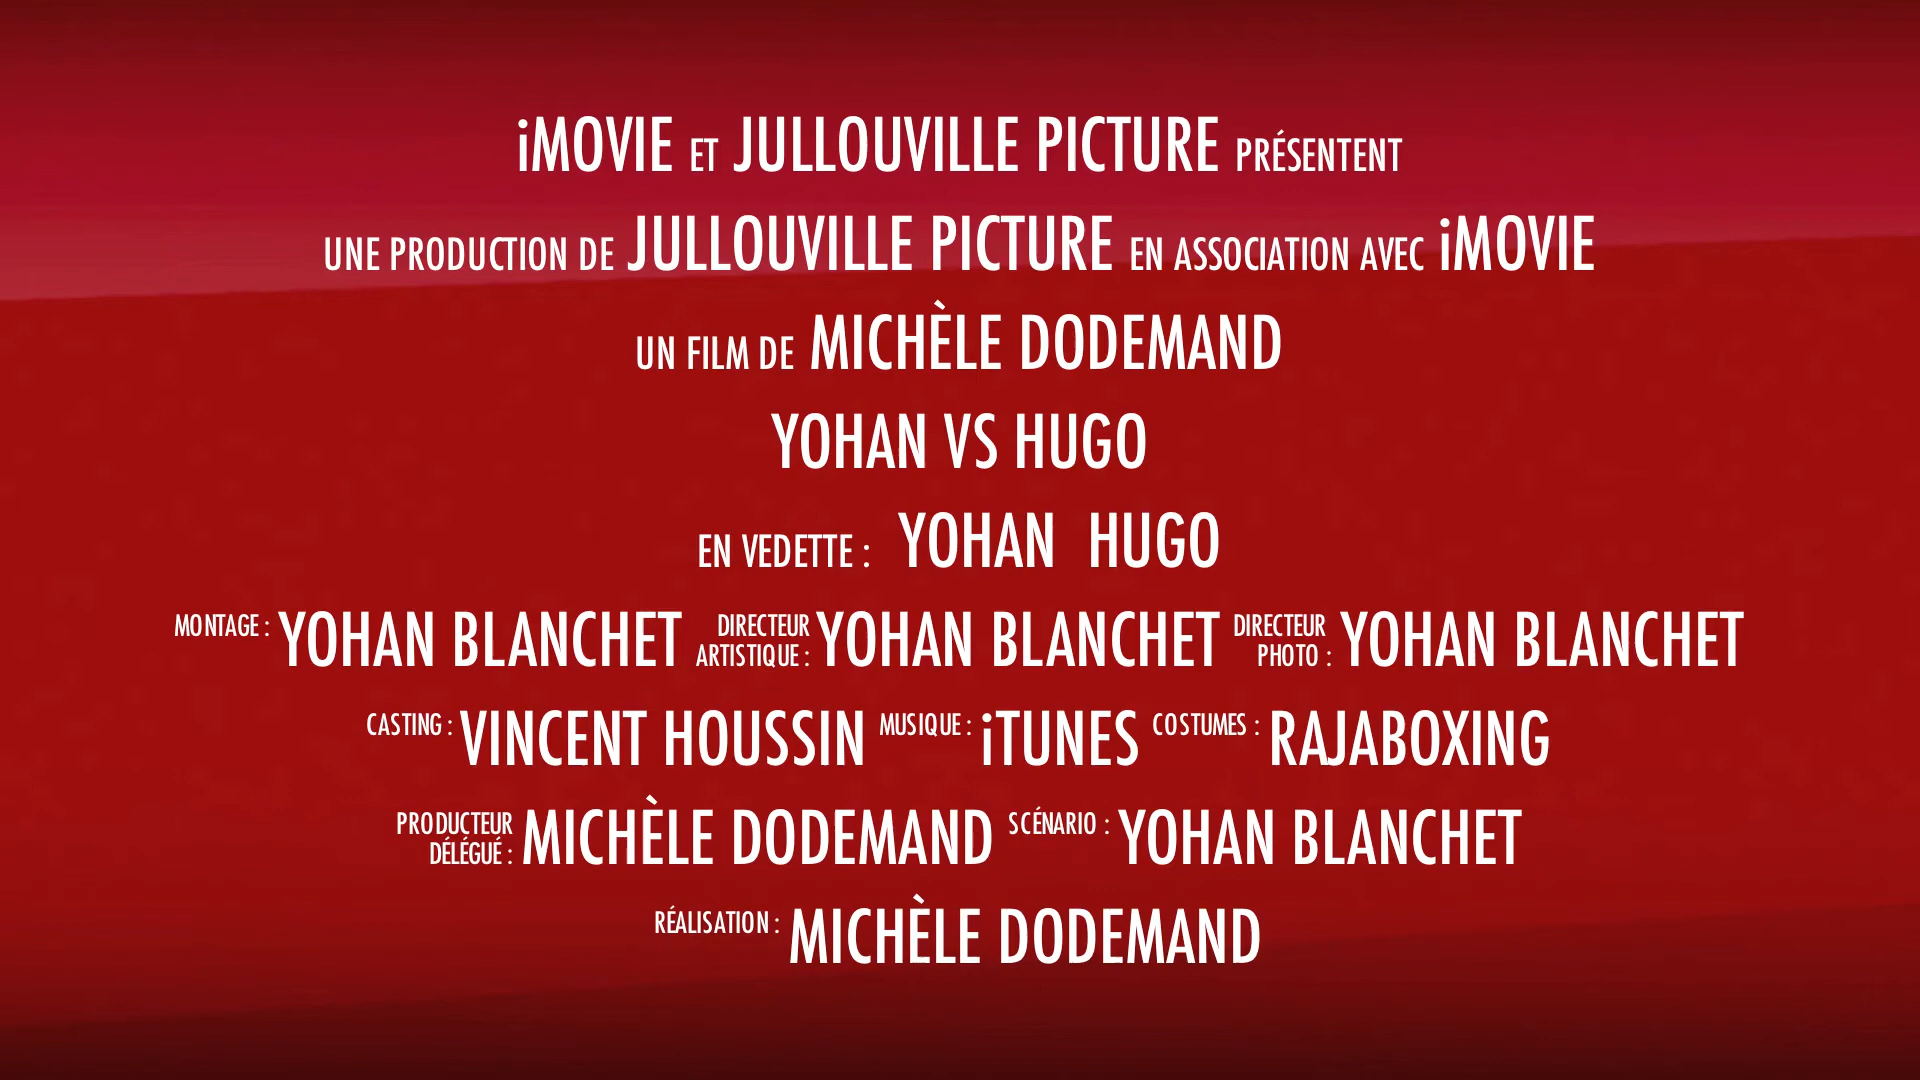 iMOVIE ET JULLOUVILLE PICTURE PRÉSENTENT
UNE PRODUCTION DE JULLOUVILLE PICTURE EN ASSOCIATION AVEC iMOVIE
UN FILM DE MICHÈLE DODEMAND
YOHAN VS HUGO
EN VEDETTE : YOHAN HUGO
MONTAGE : YOHAN BLANCHET DIRECTEUR ARTISTIQUE : YOHAN BLANCHET DIRECTEUR PHOTO : YOHAN BLANCHET
CASTING : VINCENT HOUSSIN MUSIQUE : iTUNES COSTUMES : RAJABOXING
PRODUCTEUR DÉLÉGUÉ : MICHÈLE DODEMAND SCÉNARIO : YOHAN BLANCHET
RÉALISATION : MICHÈLE DODEMAND